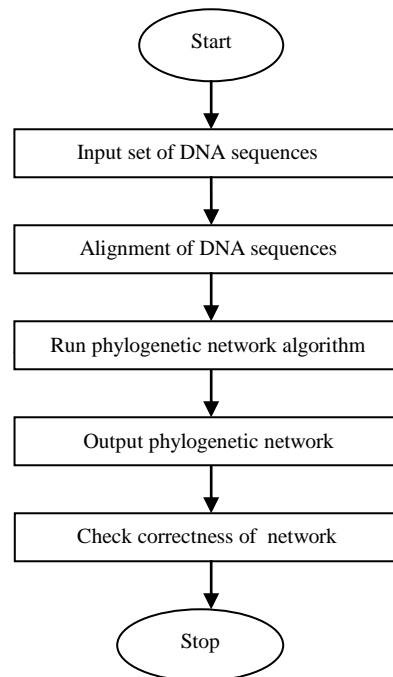 Start
Input set of DNA sequences
Alignment of DNA sequences
Run phylogenetic network algorithm
Output phylogenetic network
Check correctness of network
Stop